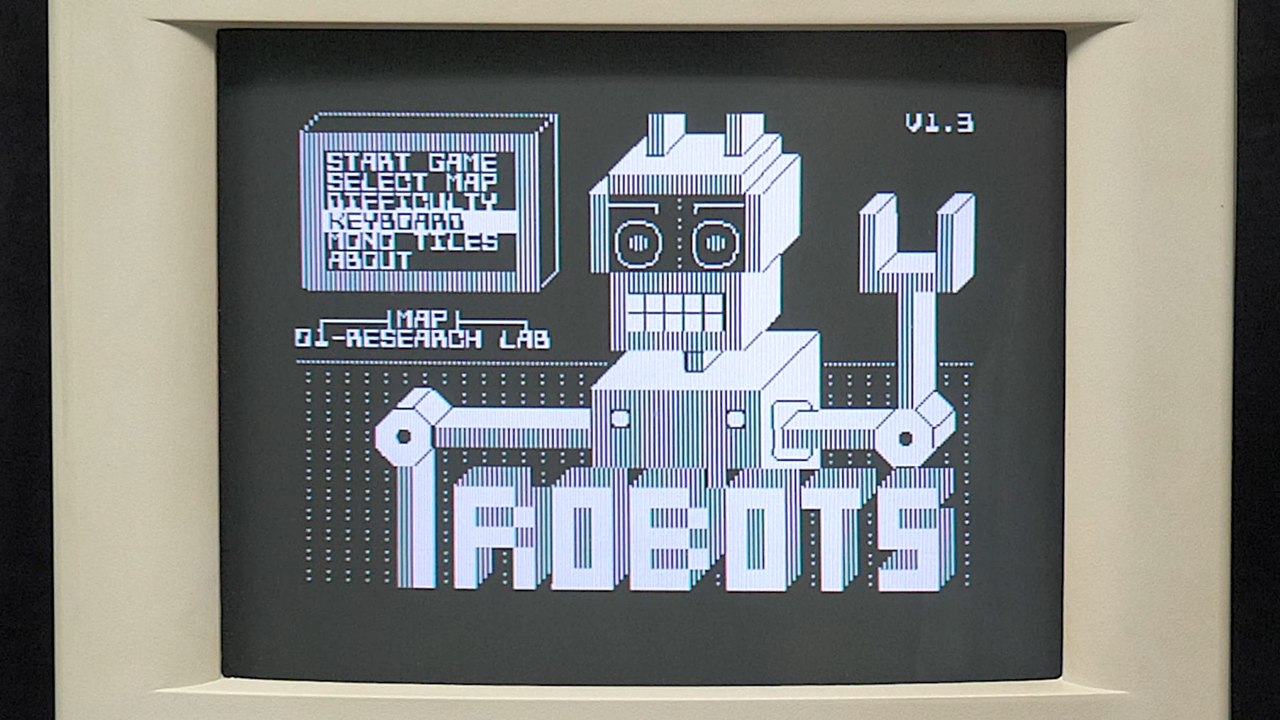 V1.3
START GAME
SELECT MAP
DIFFICULTY
KEYBOARD
MONO TILES
ABOUT
MAP
01-RESEARCH LAB
ROBOTS